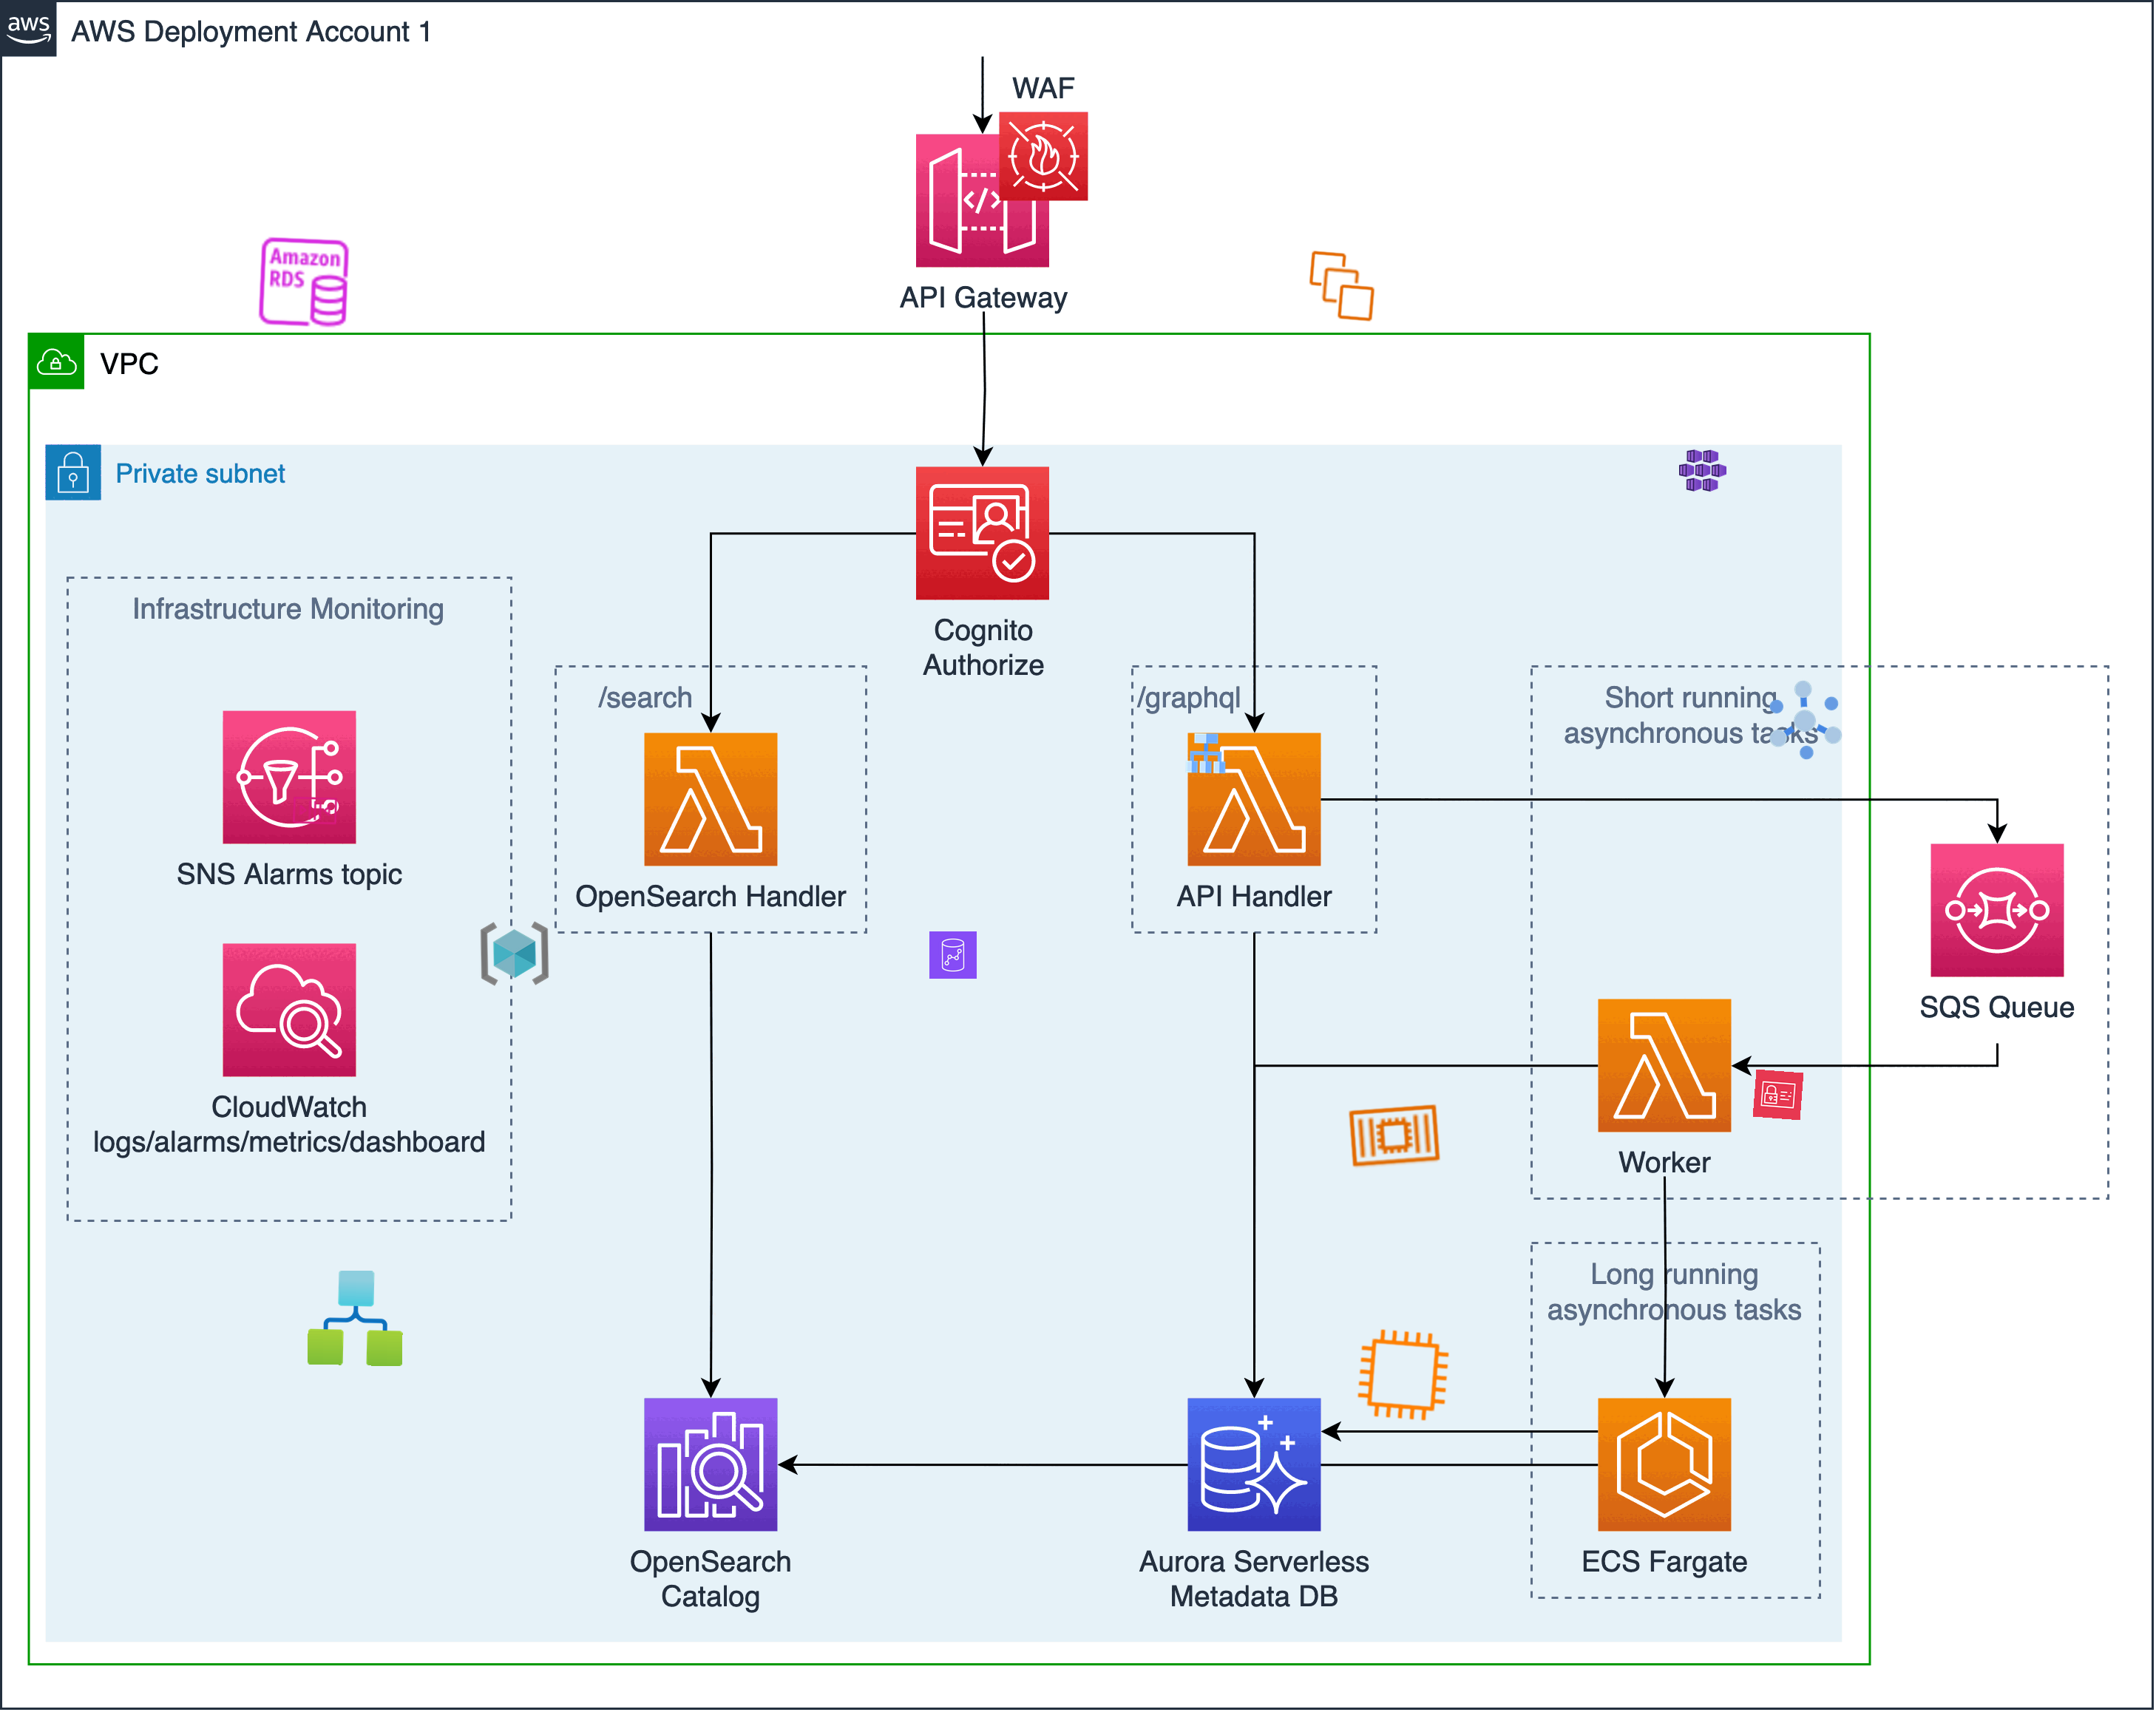 aws
AWS Deployment Account 1
WAF
API Gateway
Amazon
RDS
VPC
Private subnet
Cognito
Authorize
Infrastructure Monitoring
/search
/graphql
Short running
asynchronous tasks
SNS Alarms topic
OpenSearch Handler
API Handler
SQS Queue
CloudWatch
logs/alarms/metrics/dashboard
Worker
Long running
asynchronous tasks
OpenSearch
Catalog
Aurora Serverless
Metadata DB
ECS Fargate